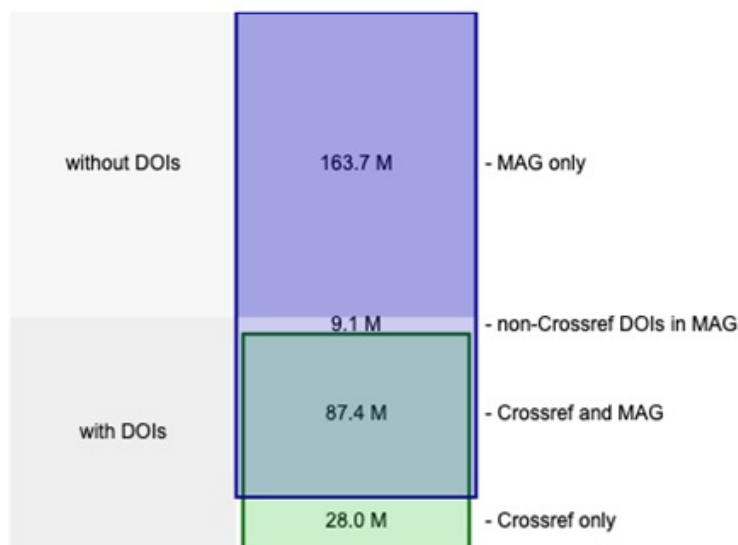 without DOIs 163.7 M - MAG only
9.1 M - non-Crossref DOIs in MAG
87.4 M - Crossref and MAG
with DOIs
28.0 M - Crossref only